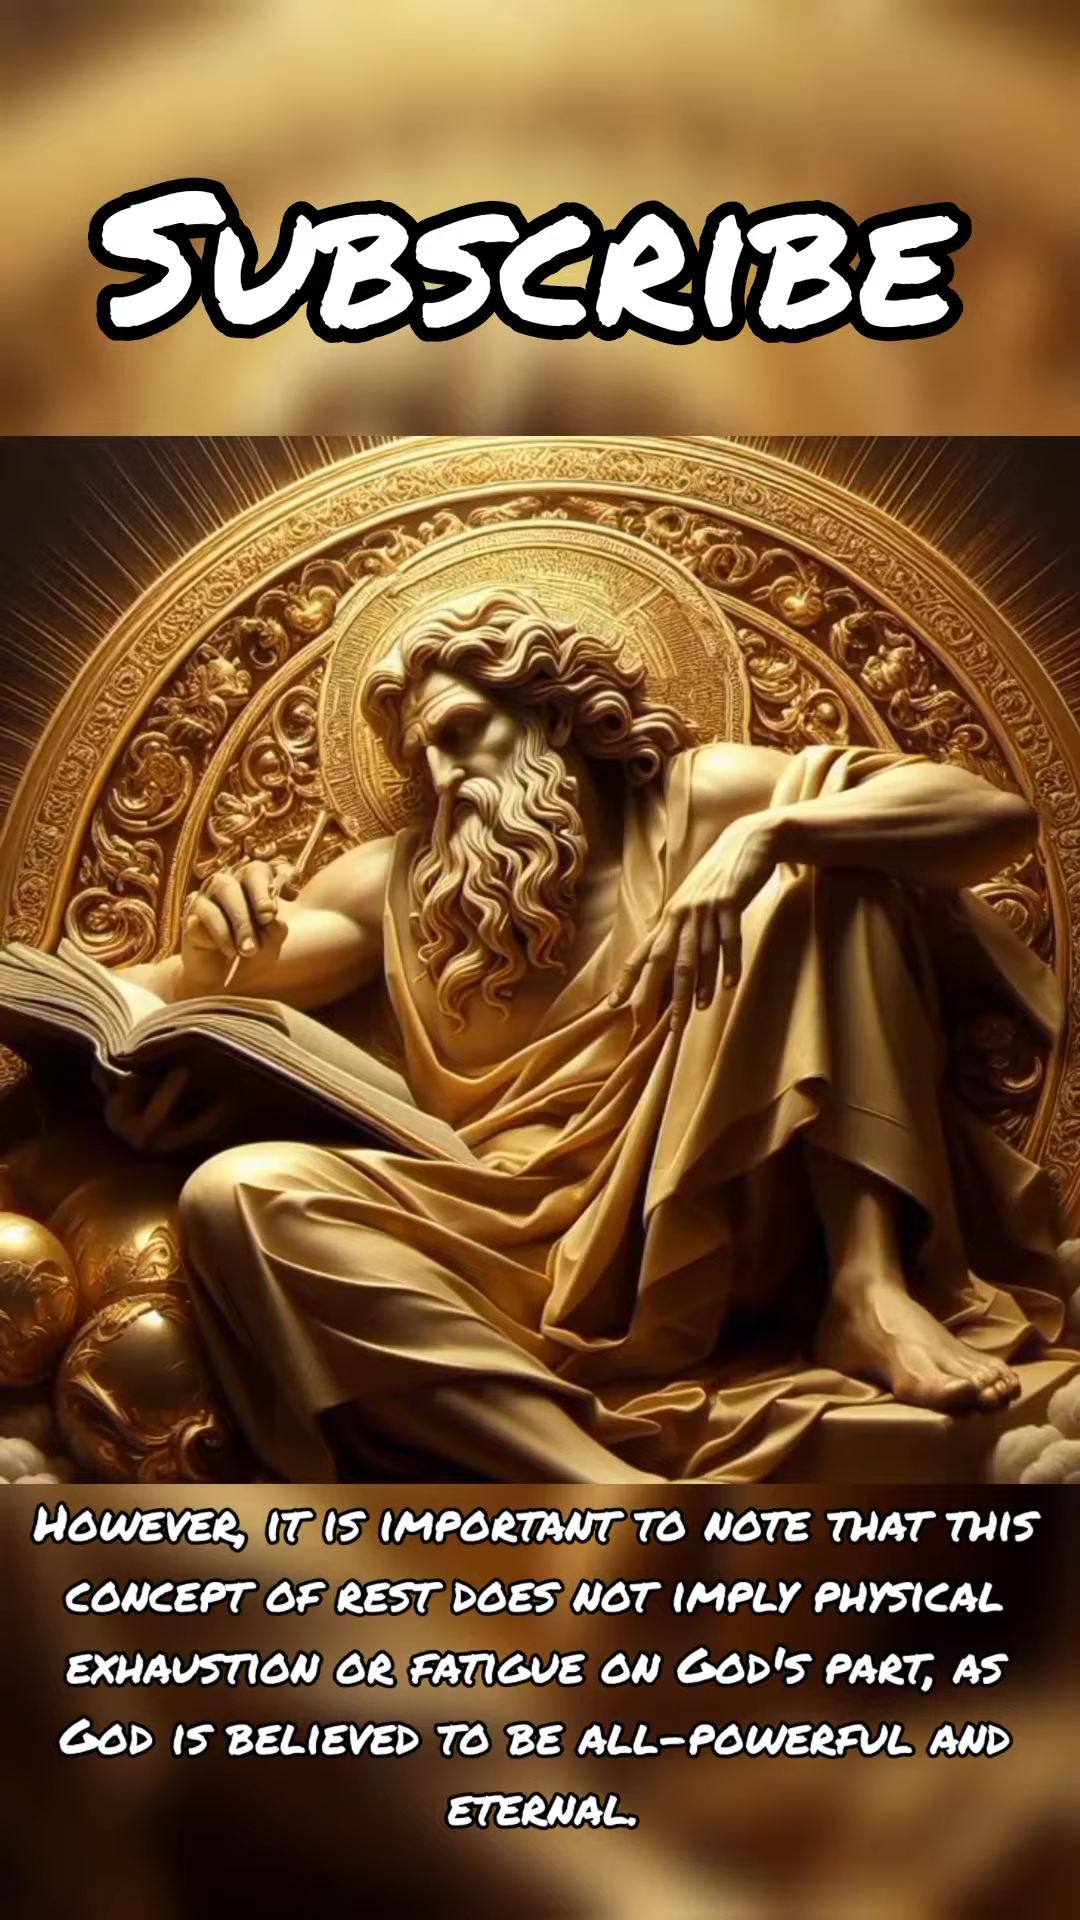 Subscribe
However, it is important to note that this
concept of rest does not imply physical
exhaustion or fatigue on God's part, as
God is believed to be all-powerful and
eternal.